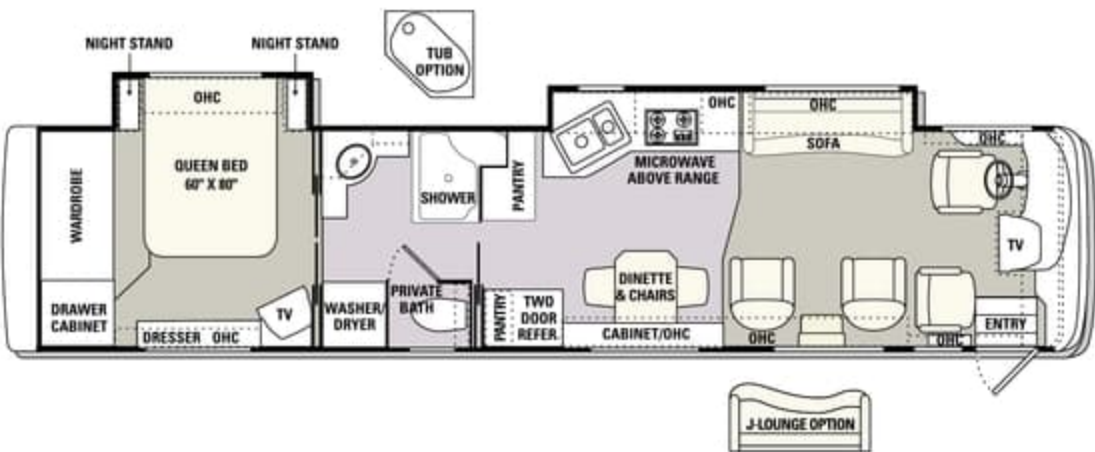 NIGHT STAND
NIGHT STAND
TUB
OPTION
OHC
QUEEN BED
60" X 80"
WARDROBE
DRAWER
CABINET
DRESSER OHC
TV
SHOWER
PANTRY
WASHER/
DRYER
PRIVATE
BATH
OHC
MICROWAVE
ABOVE RANGE
PANTRY
TWO
DOOR
REFER.
DINETTE
& CHAIRS
CABINET/OHC
OHC
SOFA
OHC
TV
OHC
OHC
ENTRY
J-LOUNGE OPTION